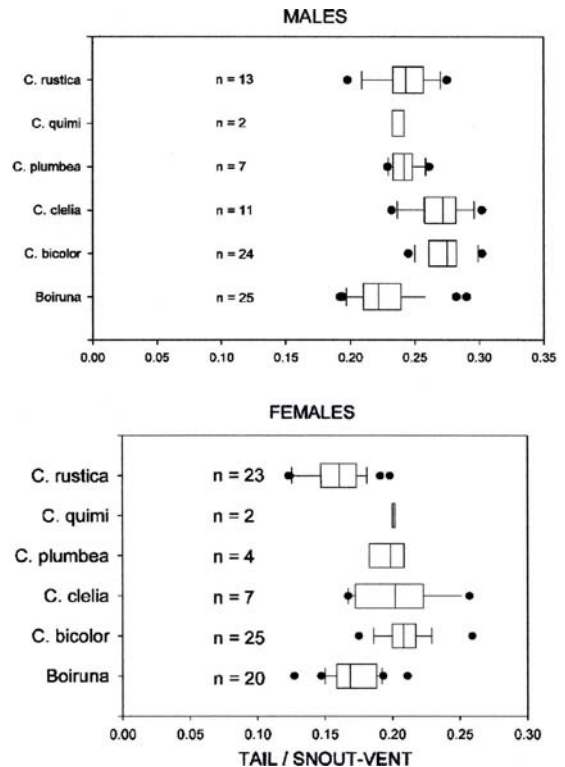 MALES
C. rustica n = 13
C. quimi n = 2
C. plumbea n = 7
C. clelia n = 11
C. bicolor n = 24
Boiruna n = 25
0.00 0.05 0.10 0.15 0.20 0.25 0.30 0.35
FEMALES
C. rustica n = 23
C. quimi n = 2
C. plumbea n = 4
C. clelia n = 7
C. bicolor n = 25
Boiruna n = 20
0.00 0.05 0.10 0.15 0.20 0.25 0.30
TAIL / SNOUT-VENT